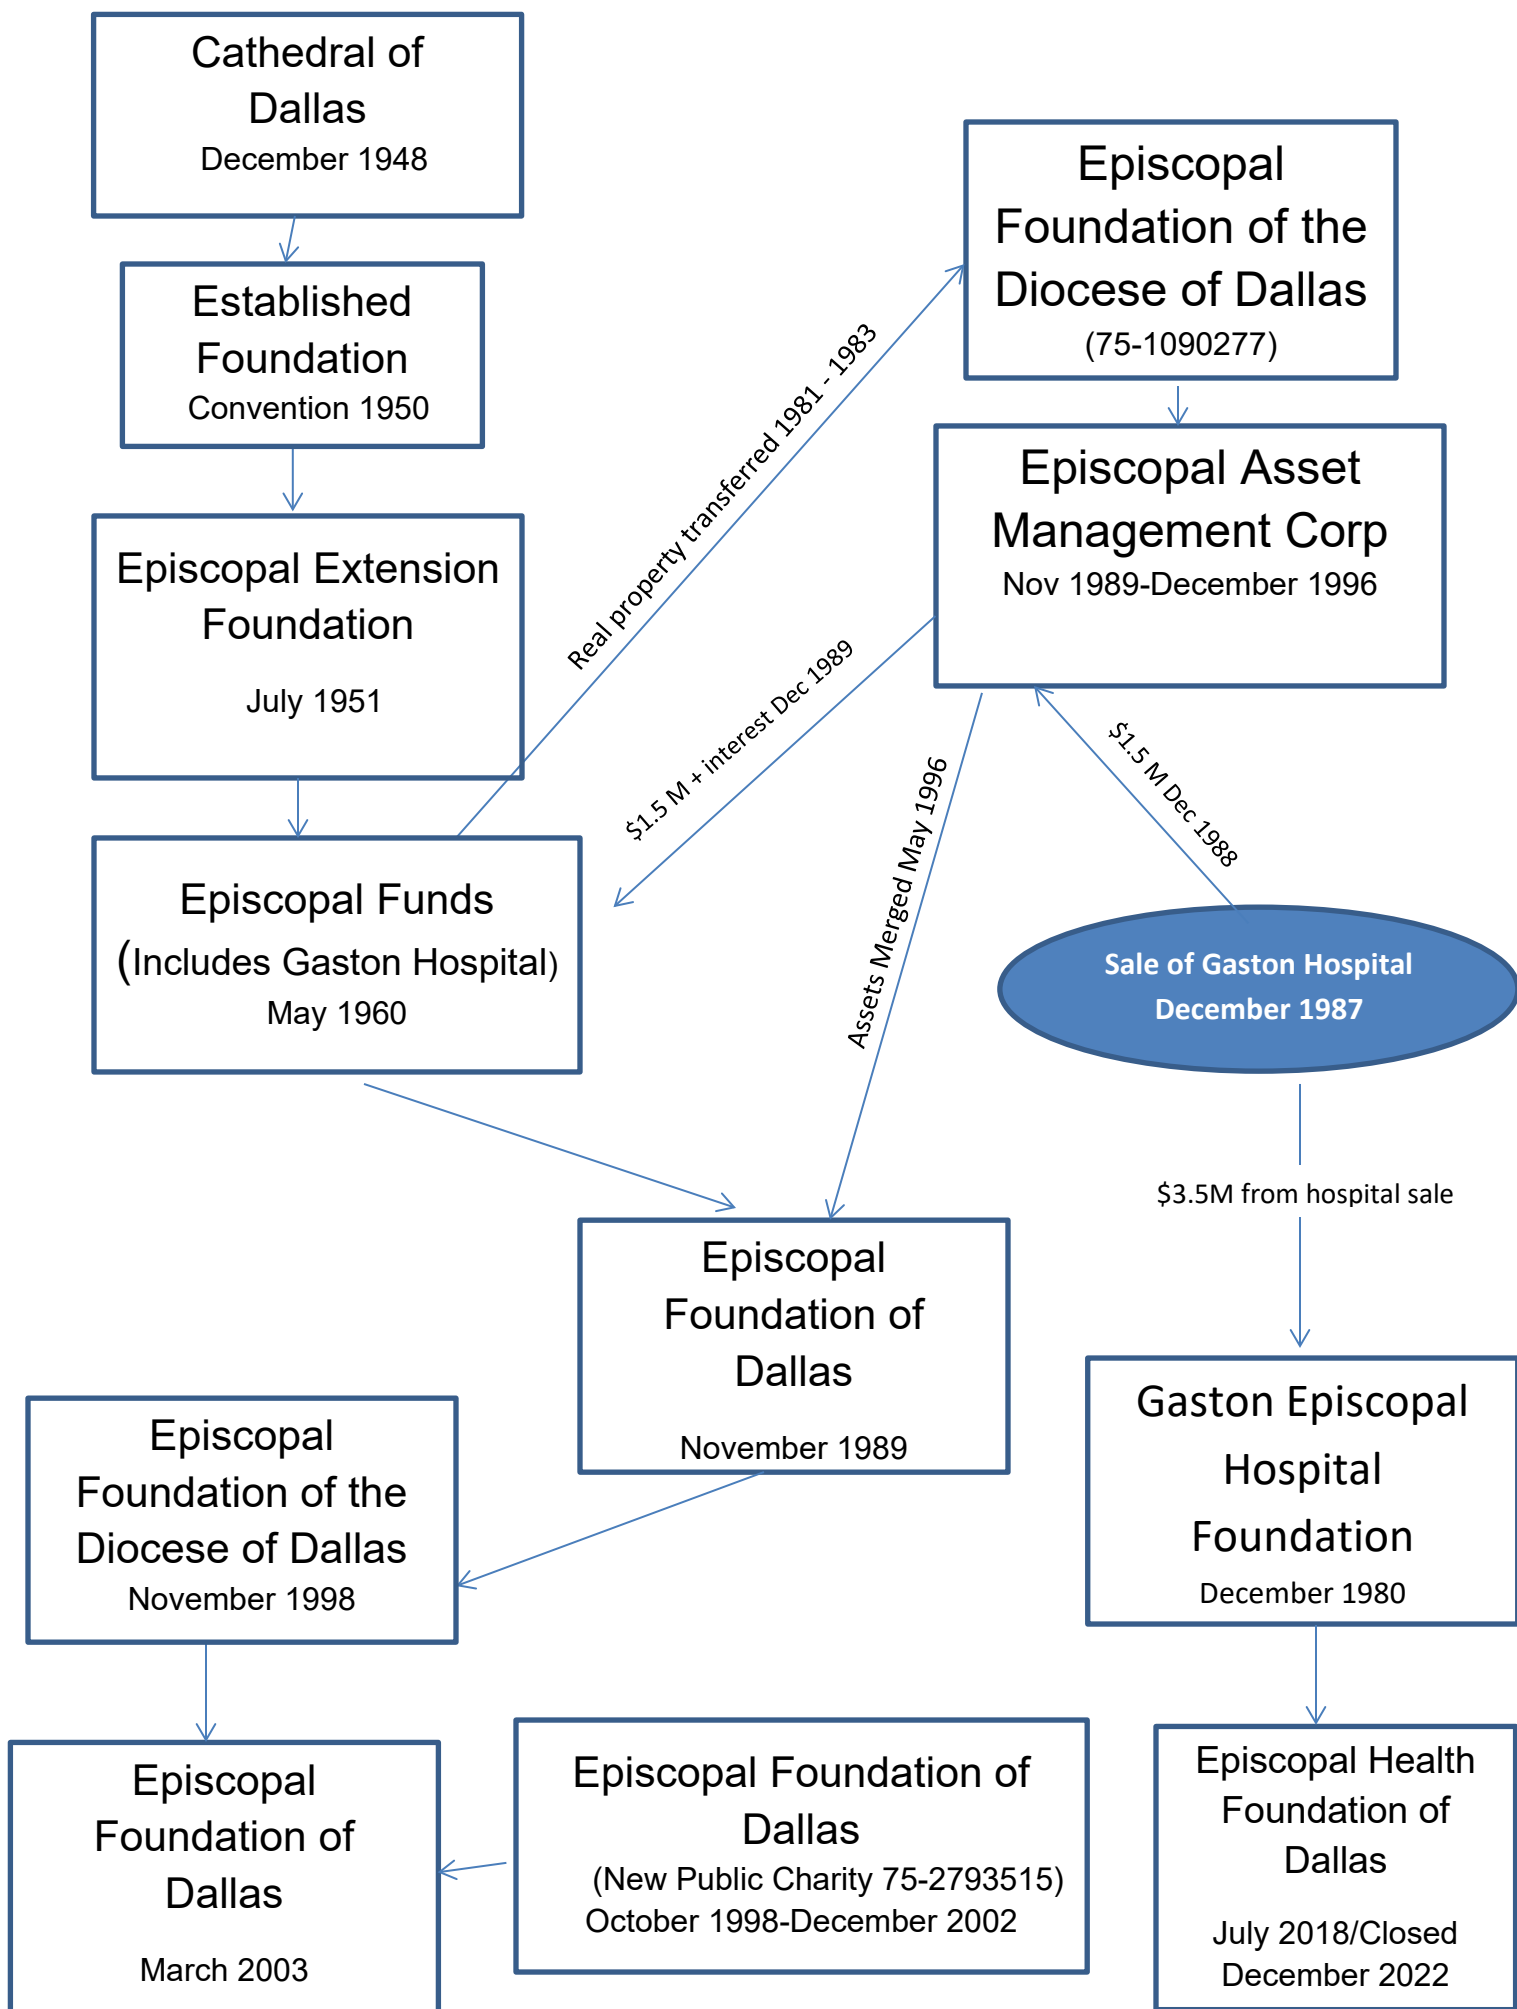 Cathedral of
Dallas
December 1948
Episcopal
Foundation of the
Diocese of Dallas
(75-1090277)
Established
Foundation
Convention 1950
Real property transferred 1981 - 1983
Episcopal Asset
Management Corp
Nov 1989-December 1996
Episcopal Extension
Foundation
July 1951
$1.5 M + interest Dec 1989
Assets Merged May 1996
$1.5 M Dec 1988
Episcopal Funds
(Includes Gaston Hospital)
May 1960
Sale of Gaston Hospital
December 1987
$3.5M from hospital sale
Episcopal
Foundation of
Dallas
November 1989
Gaston Episcopal
Hospital
Foundation
December 1980
Episcopal
Foundation of the
Diocese of Dallas
November 1998
Episcopal
Foundation of
Dallas
March 2003
Episcopal Foundation of
Dallas
(New Public Charity 75-2793515)
October 1998-December 2002
Episcopal Health
Foundation of
Dallas
July 2018/Closed
December 2022